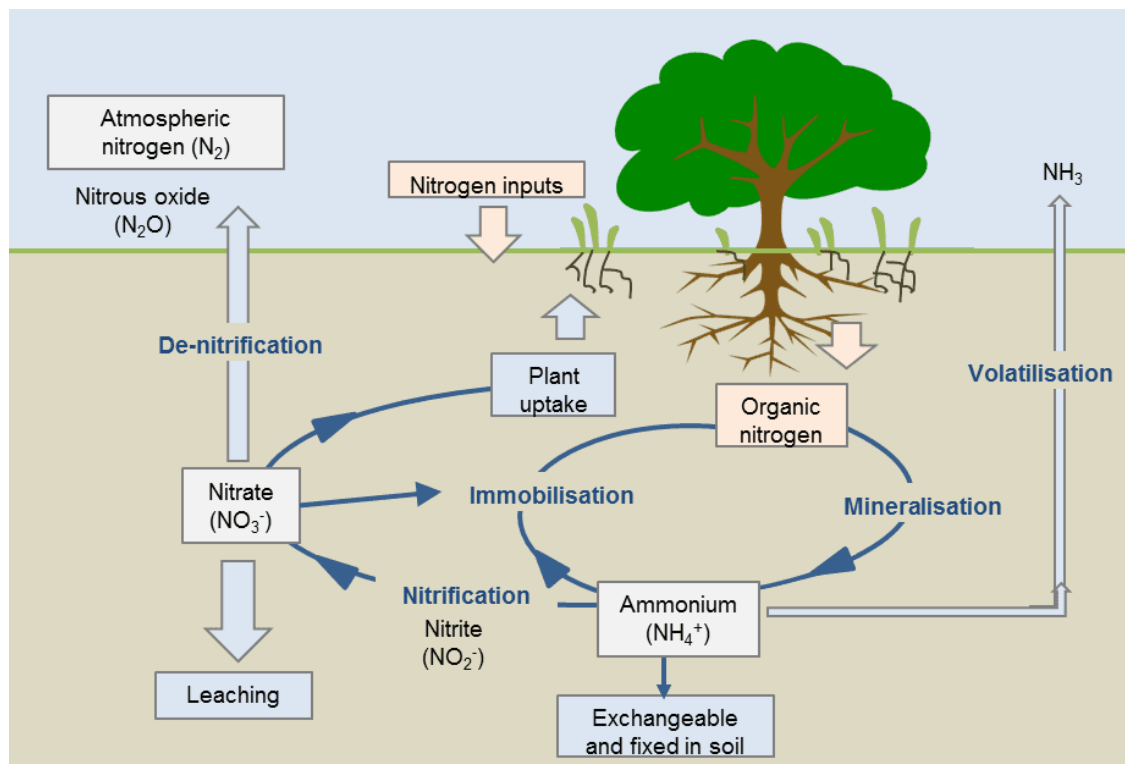 Atmospheric
nitrogen (N₂)
Nitrous oxide
(N₂O)
Nitrogen inputs
NH₃
De-nitrification
Plant
uptake
Volatilisation
Organic
nitrogen
Nitrate
(NO₃⁻)
Immobilisation
Mineralisation
Nitrification
Nitrite
(NO₂⁻)
Ammonium
(NH₄⁺)
Leaching
Exchangeable
and fixed in soil